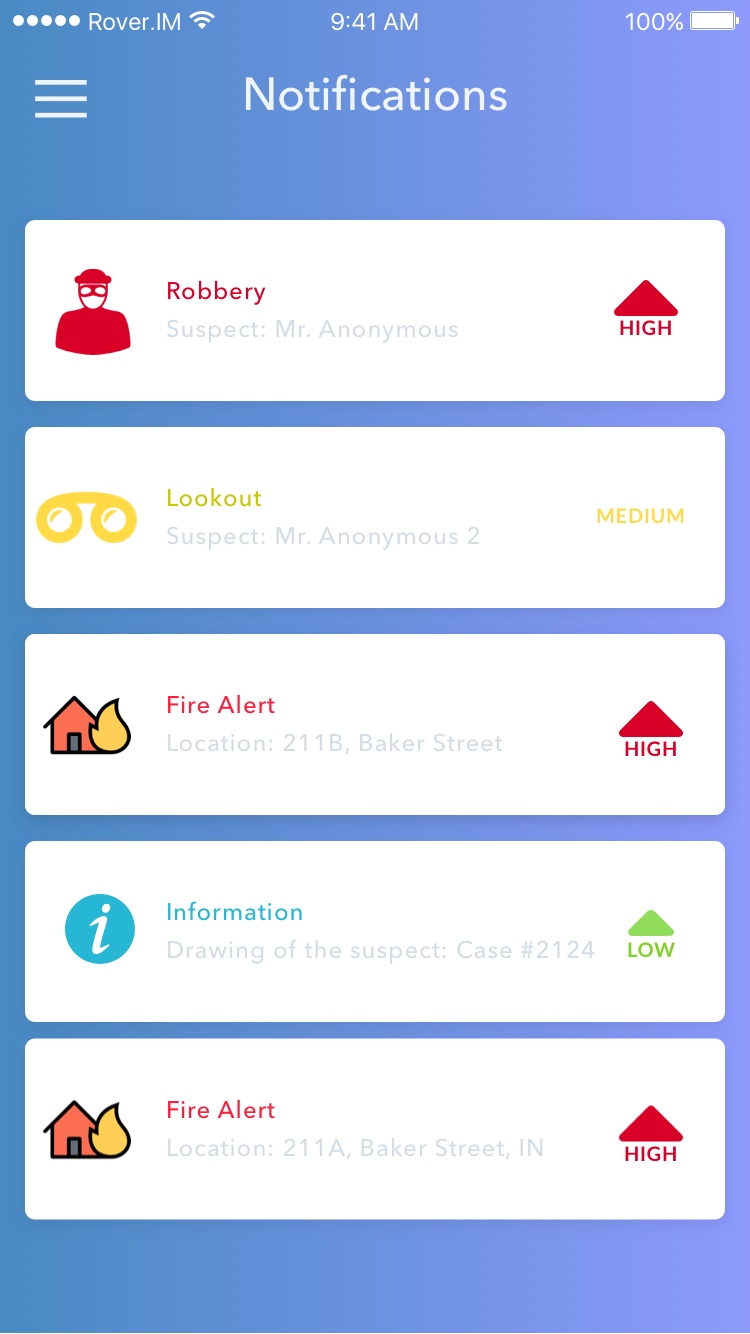 Rover.IM 9:41 AM 100%
Notifications
Robbery
Suspect: Mr. Anonymous
HIGH
Lookout
Suspect: Mr. Anonymous 2
MEDIUM
Fire Alert
Location: 211B, Baker Street
HIGH
Information
Drawing of the suspect: Case #2124
LOW
Fire Alert
Location: 211A, Baker Street, IN
HIGH